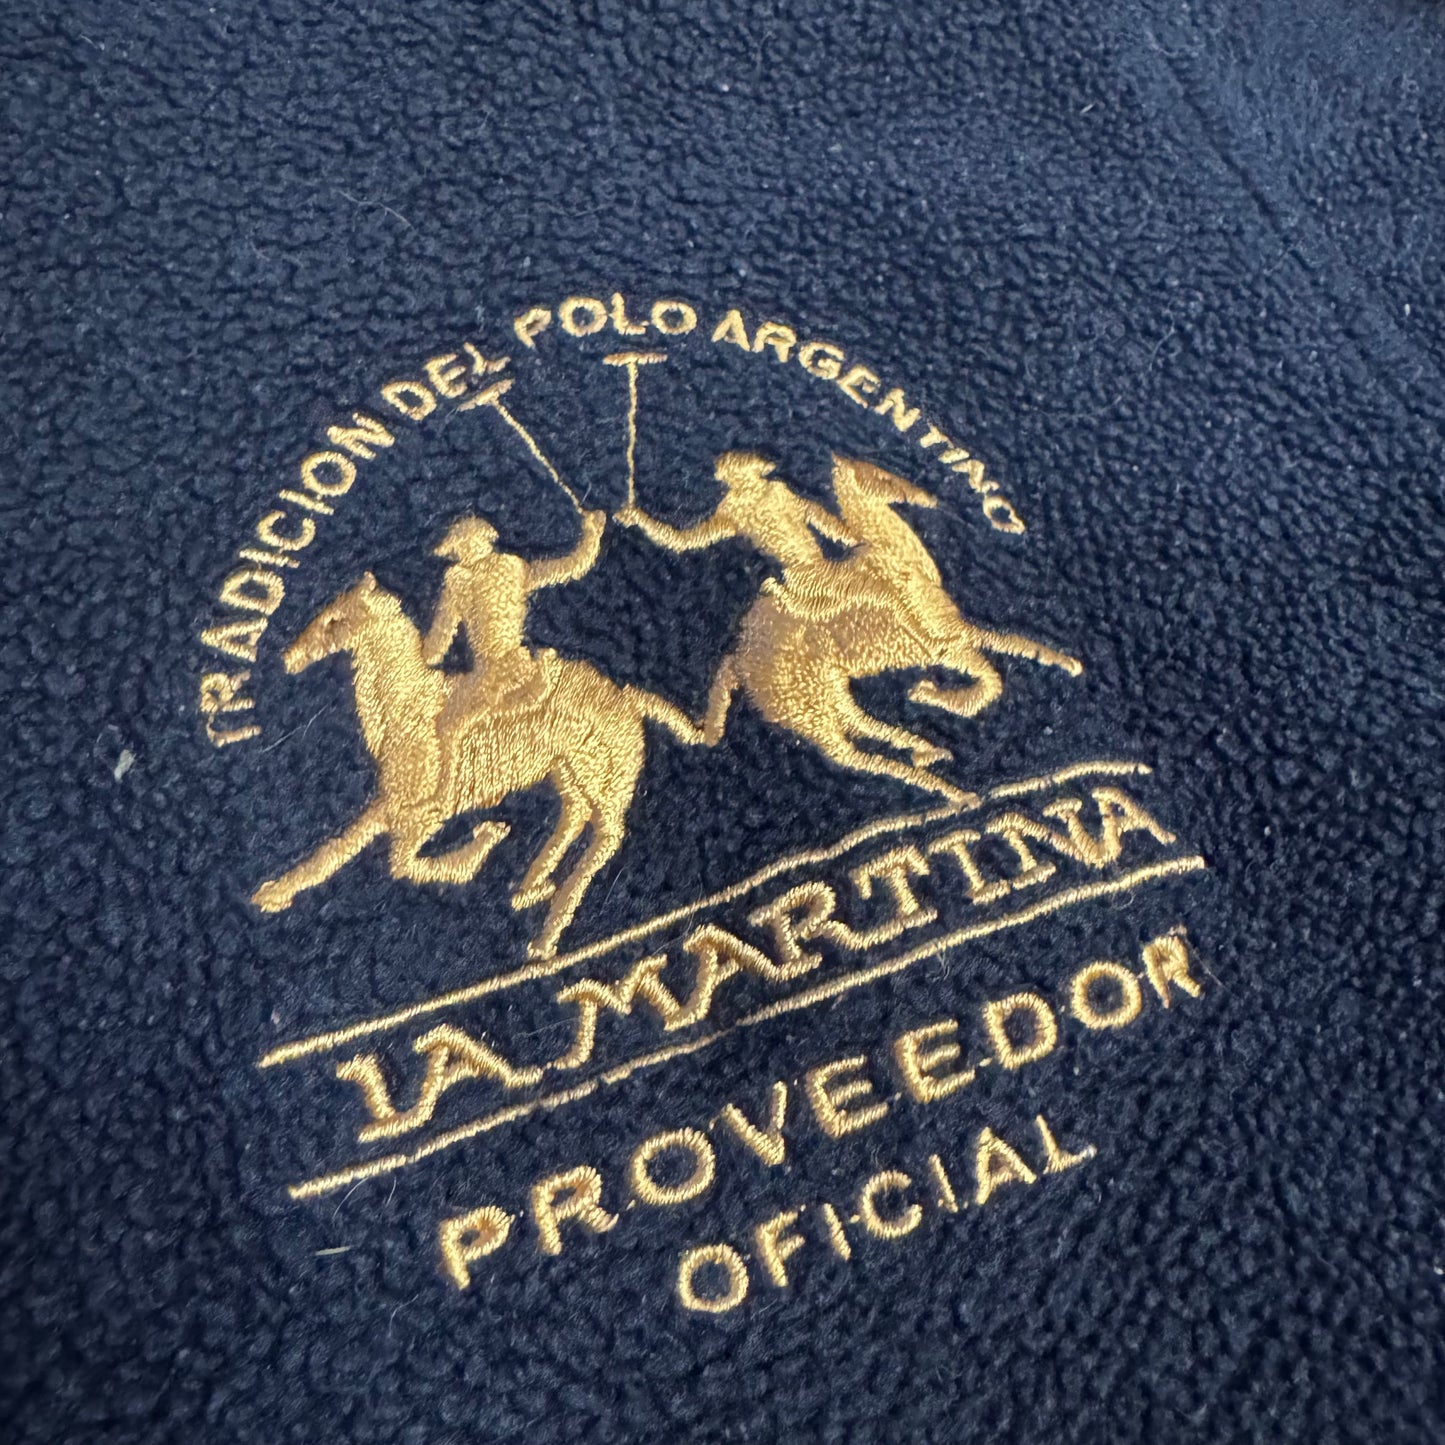 TRADICION DEL POLO ARGENTINO
LA MARTINA
PROVEEDOR
OFICIAL